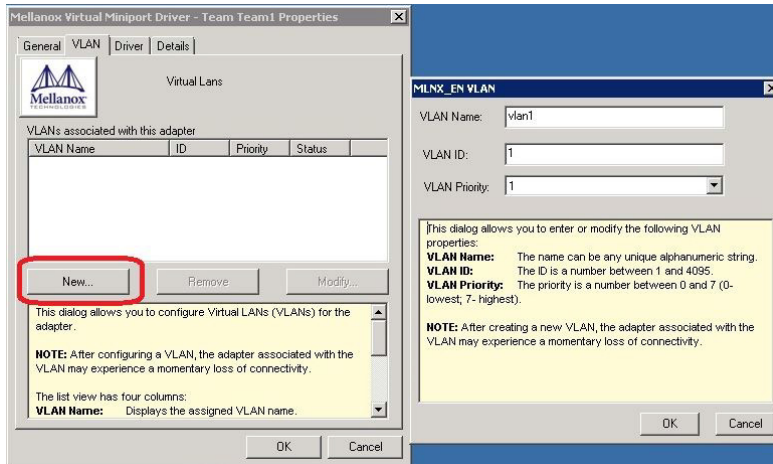 Mellanox Virtual Miniport Driver - Team Team1 Properties
General
VLAN
Driver
Details
Mellanox
TECHNOLOGIES
Virtual Lans
VLANs associated with this adapter
VLAN Name
ID
Priority
Status
New...
Remove
Modify...
This dialog allows you to configure Virtual LANs (VLANs) for the
adapter.
NOTE: After configuring a VLAN, the adapter associated with the
VLAN may experience a momentary loss of connectivity.
The list view has four columns:
VLAN Name: Displays the assigned VLAN name.
OK
Cancel
MLNX_EN VLAN
VLAN Name:
vlan1
VLAN ID:
1
VLAN Priority:
1
This dialog allows you to enter or modify the following VLAN
properties:
VLAN Name: The name can be any unique alphanumeric string.
VLAN ID: The ID is a number between 1 and 4095.
VLAN Priority: The priority is a number between 0 and 7 (0-
lowest; 7- highest).
NOTE: After creating a new VLAN, the adapter associated with the
VLAN may experience a momentary loss of connectivity.
OK
Cancel